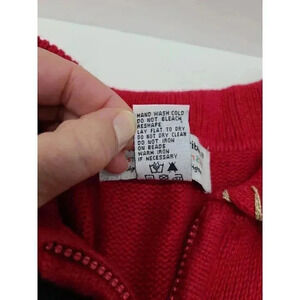 HAND WASH COLD
DO NOT BLEACH
RESHAPE
LAY FLAT TO DRY
DO NOT DRY CLEAN
DO NOT IRON
ON BEADS
WARM IRON
IF NECESSARY